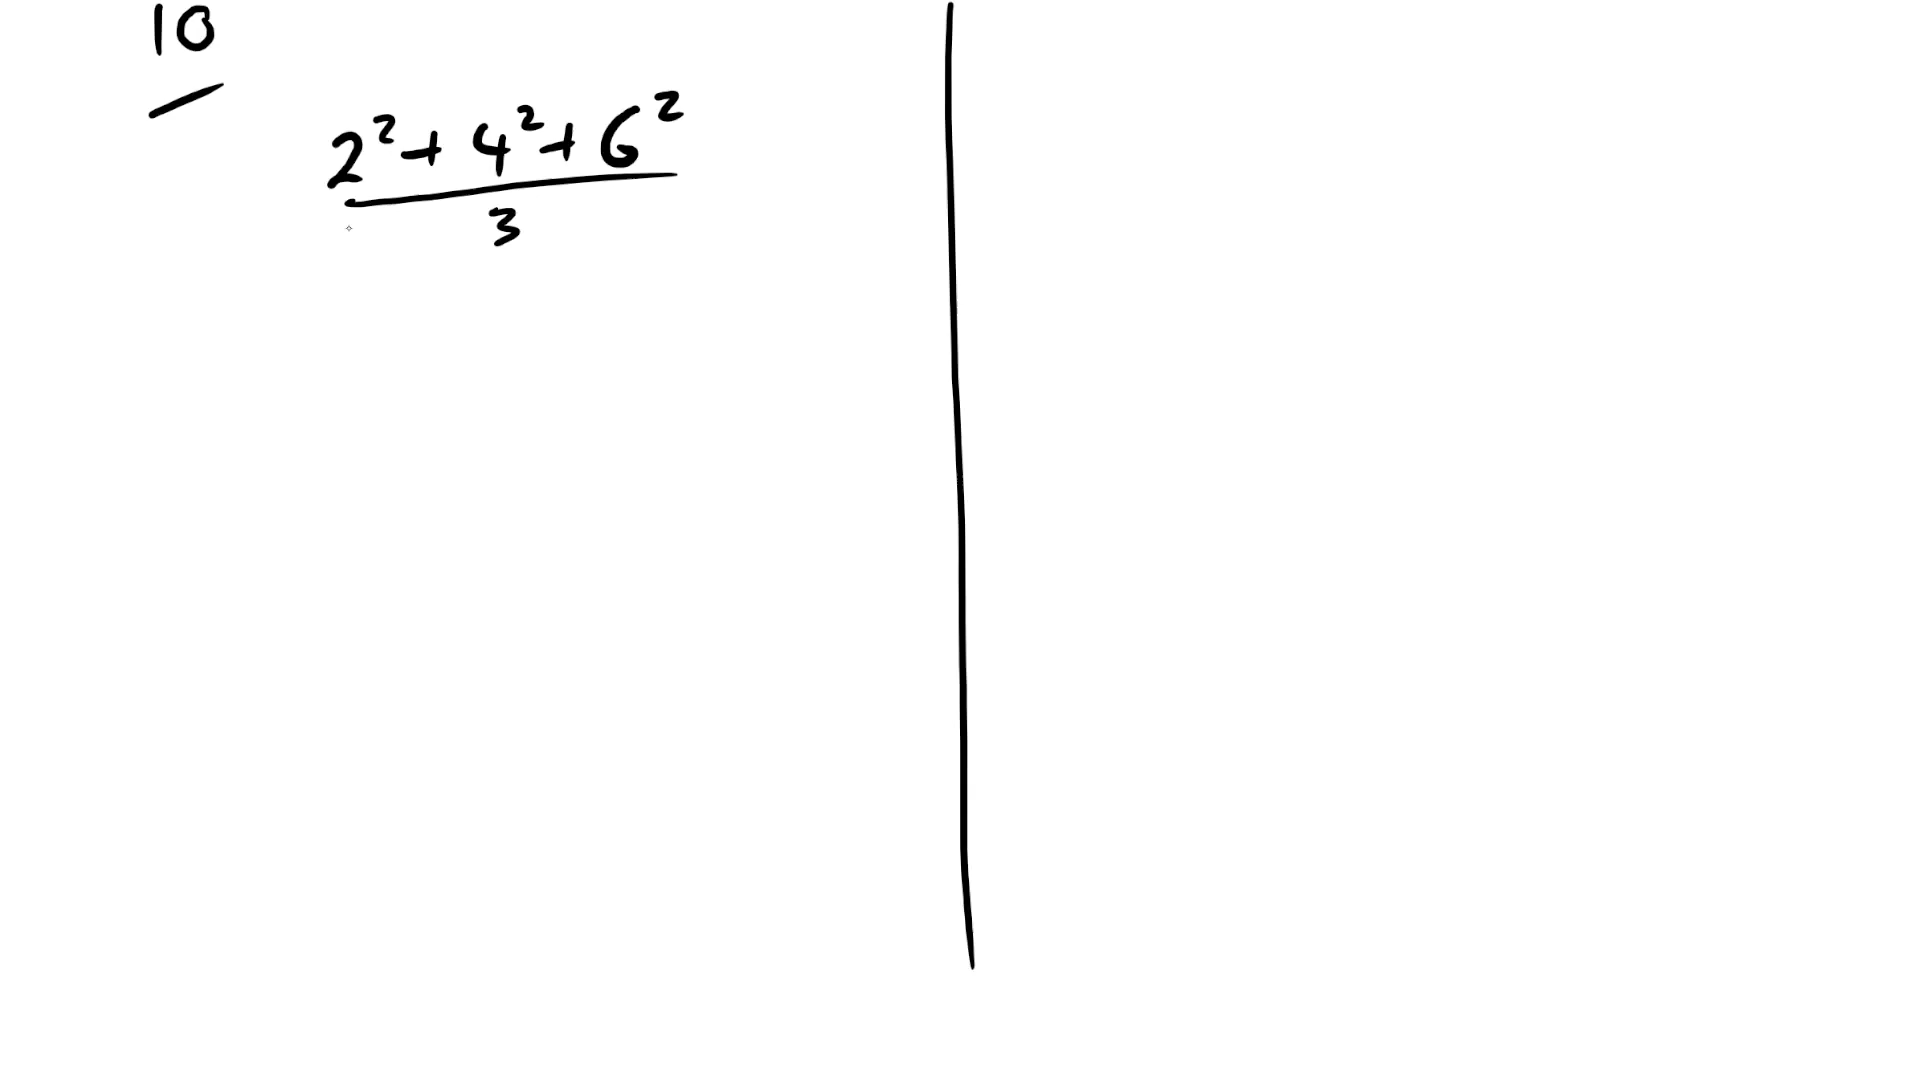 10
2² + 4² + 6²
3